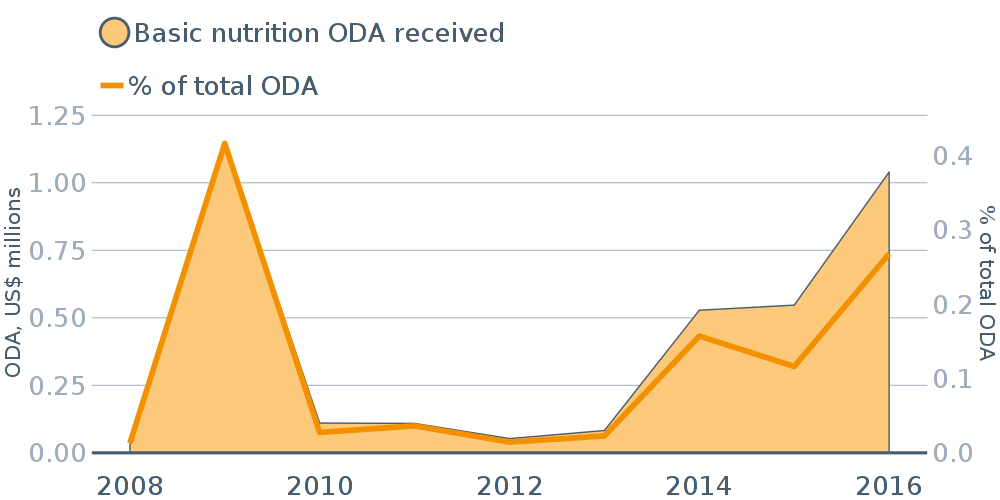 Basic nutrition ODA received
% of total ODA
1.25
1.00
0.75
0.50
0.25
0.00
ODA, US$ millions
0.4
0.3
0.2
0.1
0.0
% of total ODA
2008 2010 2012 2014 2016